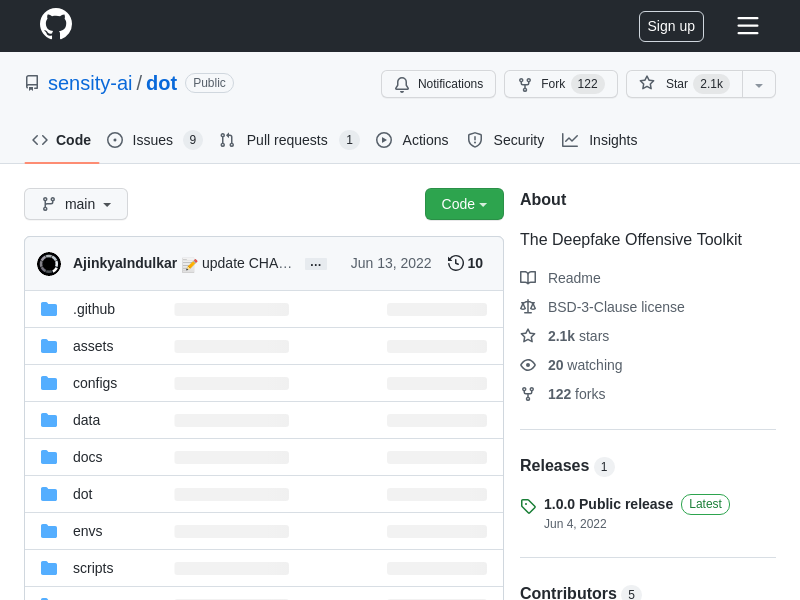 Sign up
sensity-ai / dot Public
Notifications
Fork 122
Star 2.1k
Code
Issues 9
Pull requests 1
Actions
Security
Insights
main
Code
AjinkyaIndulkar 📝 update CHA… … Jun 13, 2022 10
.github
assets
configs
data
docs
dot
envs
scripts
About
The Deepfake Offensive Toolkit
Readme
BSD-3-Clause license
2.1k stars
20 watching
122 forks
Releases 1
1.0.0 Public release Latest
Jun 4, 2022
Contributors 5